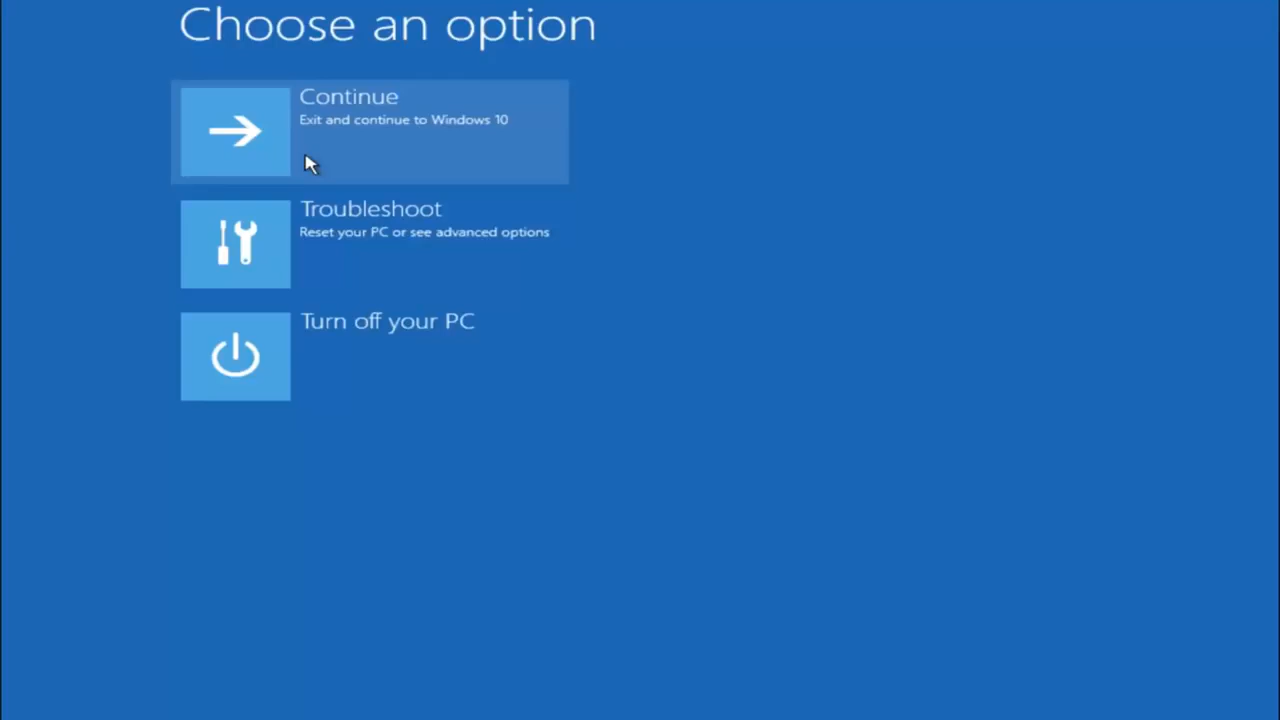 Choose an option
Continue
Exit and continue to Windows 10
Troubleshoot
Reset your PC or see advanced options
Turn off your PC